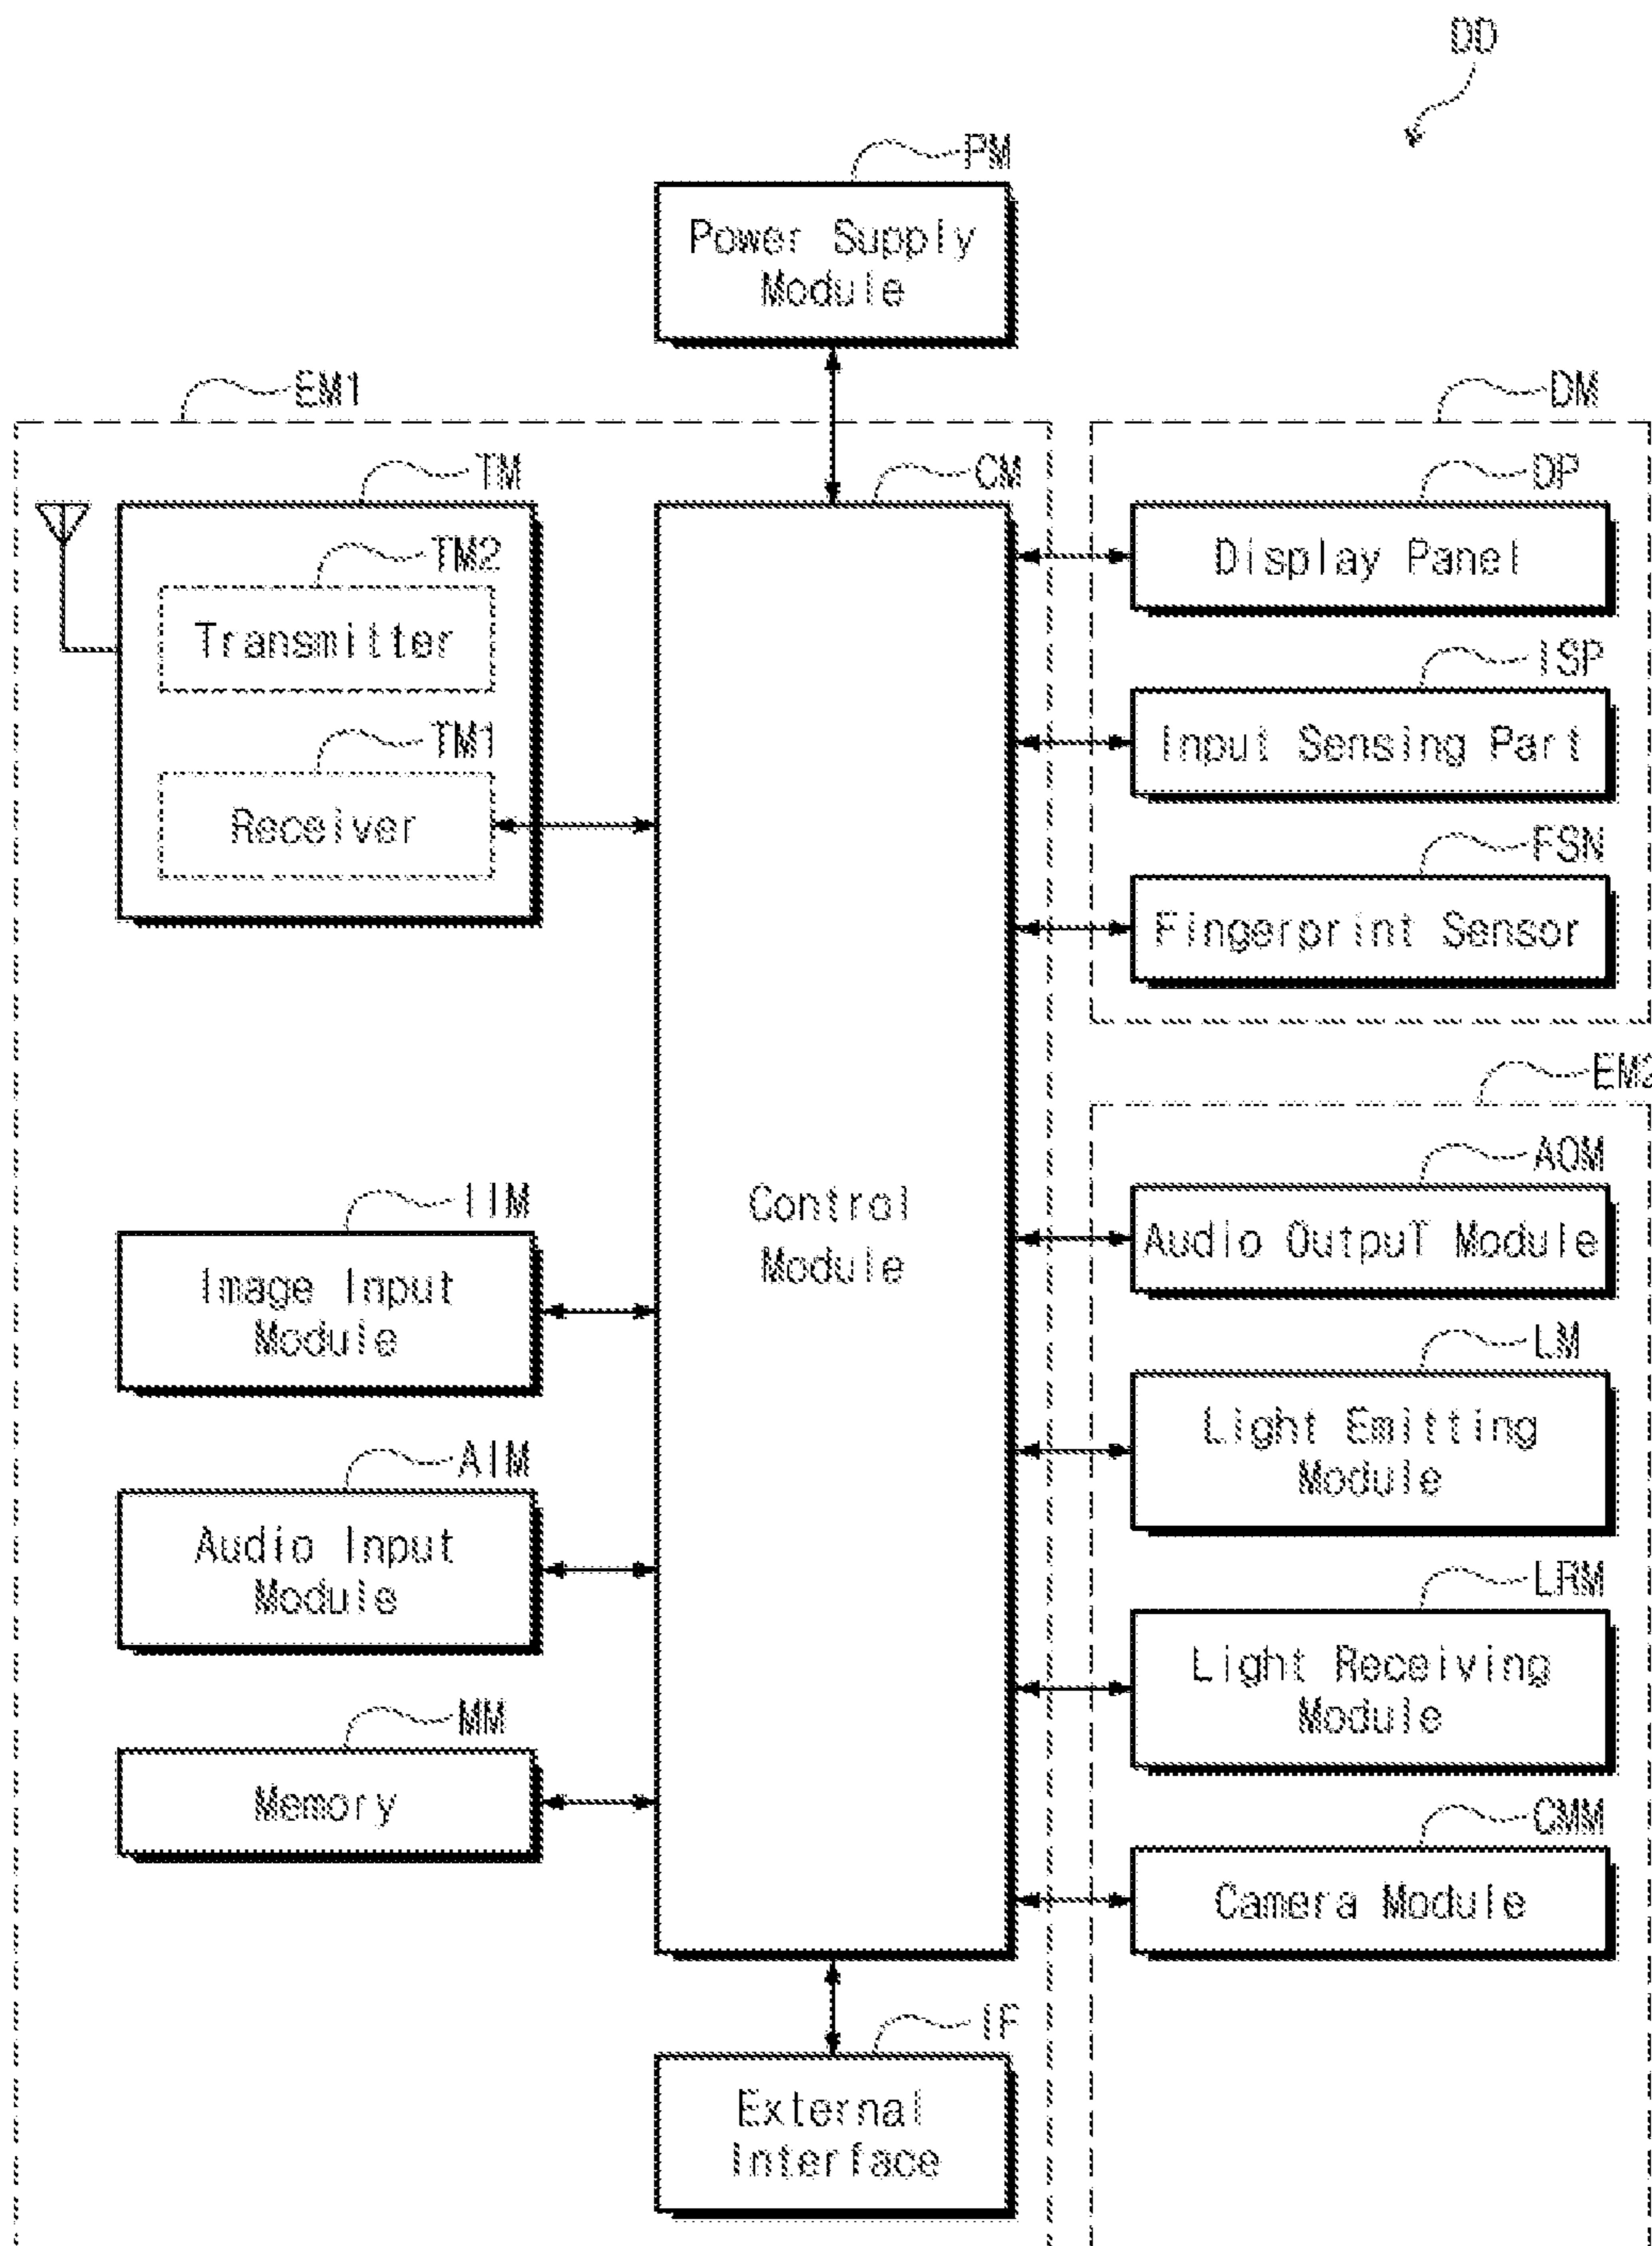 DD
PM
Power Supply
Module
EM1
DM
TM
CM
DP
TM2
Display Panel
Transmitter
ISP
TM1
Input Sensing Part
Receiver
FSN
Fingerprint Sensor
EM2
AOM
IIM
Control
Module
Audio OutpuT Module
Image Input
Module
LM
Light Emitting
Module
AIM
Audio Input
Module
LRM
Light Receiving
Module
MM
Memory
CMM
Camera Module
IF
External
Interface